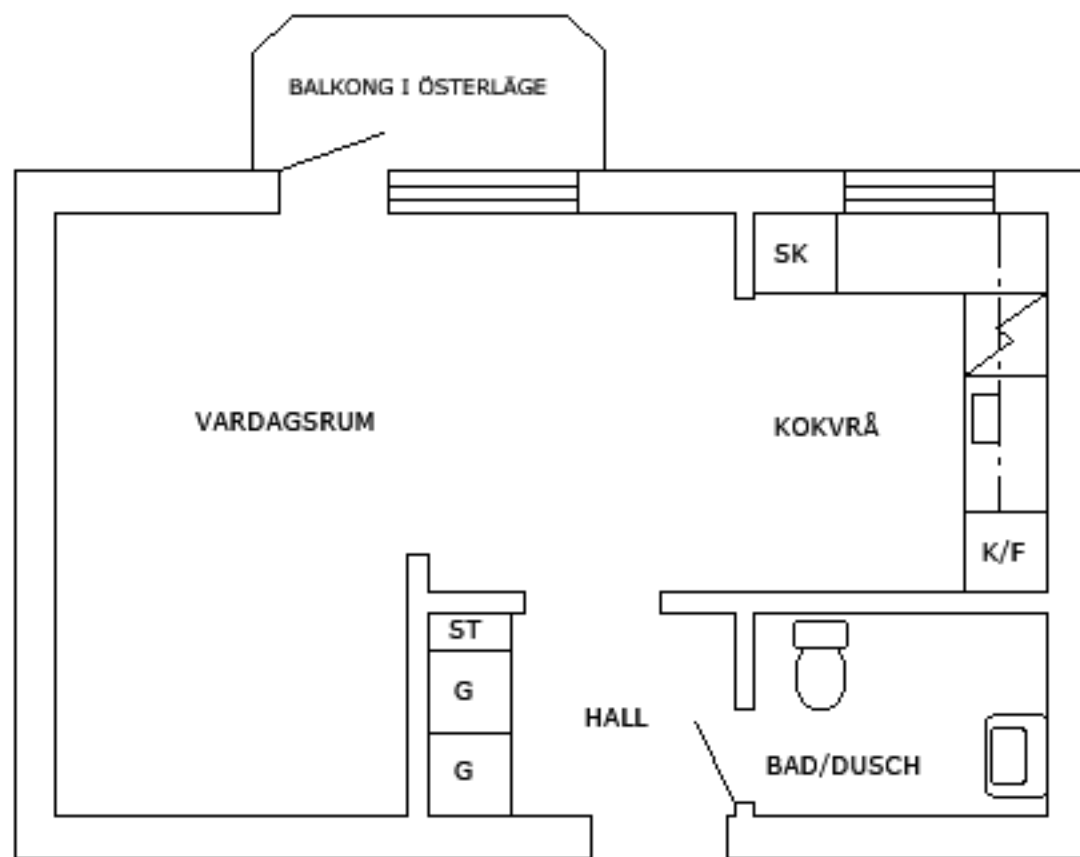 BALKONG I ÖSTERLÄGE
SK
VARDAGSRUM
KOKVRÅ
K/F
ST
G
HALL
BAD/DUSCH
G